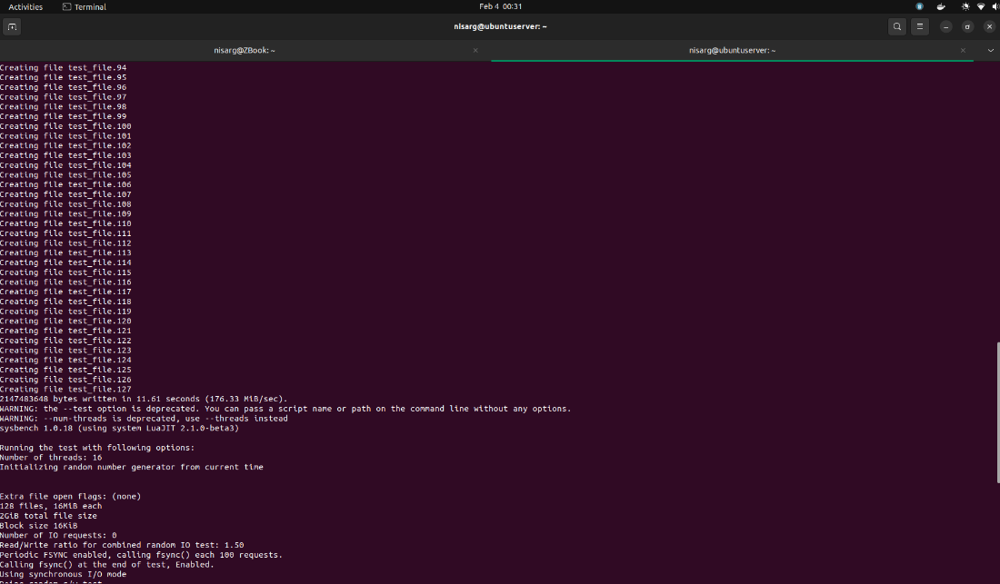 Activities
Terminal
Feb 4 00:31
nisarg@ubuntuserver: ~
nisarg@ZBook: ~
nisarg@ubuntuserver: ~
Creating file test_file.94
Creating file test_file.95
Creating file test_file.96
Creating file test_file.97
Creating file test_file.98
Creating file test_file.99
Creating file test_file.100
Creating file test_file.101
Creating file test_file.102
Creating file test_file.103
Creating file test_file.104
Creating file test_file.105
Creating file test_file.106
Creating file test_file.107
Creating file test_file.108
Creating file test_file.109
Creating file test_file.110
Creating file test_file.111
Creating file test_file.112
Creating file test_file.113
Creating file test_file.114
Creating file test_file.115
Creating file test_file.116
Creating file test_file.117
Creating file test_file.118
Creating file test_file.119
Creating file test_file.120
Creating file test_file.121
Creating file test_file.122
Creating file test_file.123
Creating file test_file.124
Creating file test_file.125
Creating file test_file.126
Creating file test_file.127
2147483648 bytes written in 11.61 seconds (176.33 MiB/sec).
WARNING: the --test option is deprecated. You can pass a script name or path on the command line without any options.
WARNING: --num-threads is deprecated, use --threads instead
sysbench 1.0.18 (using system LuaJIT 2.1.0-beta3)
Running the test with following options:
Number of threads: 16
Initializing random number generator from current time
Extra file open flags: (none)
128 files, 16MiB each
2GiB total file size
Block size 16KiB
Number of IO requests: 0
Read/Write ratio for combined random IO test: 1.50
Periodic FSYNC enabled, calling fsync() each 100 requests.
Calling fsync() at the end of test, Enabled.
Using synchronous I/O mode
Doing random r/w test